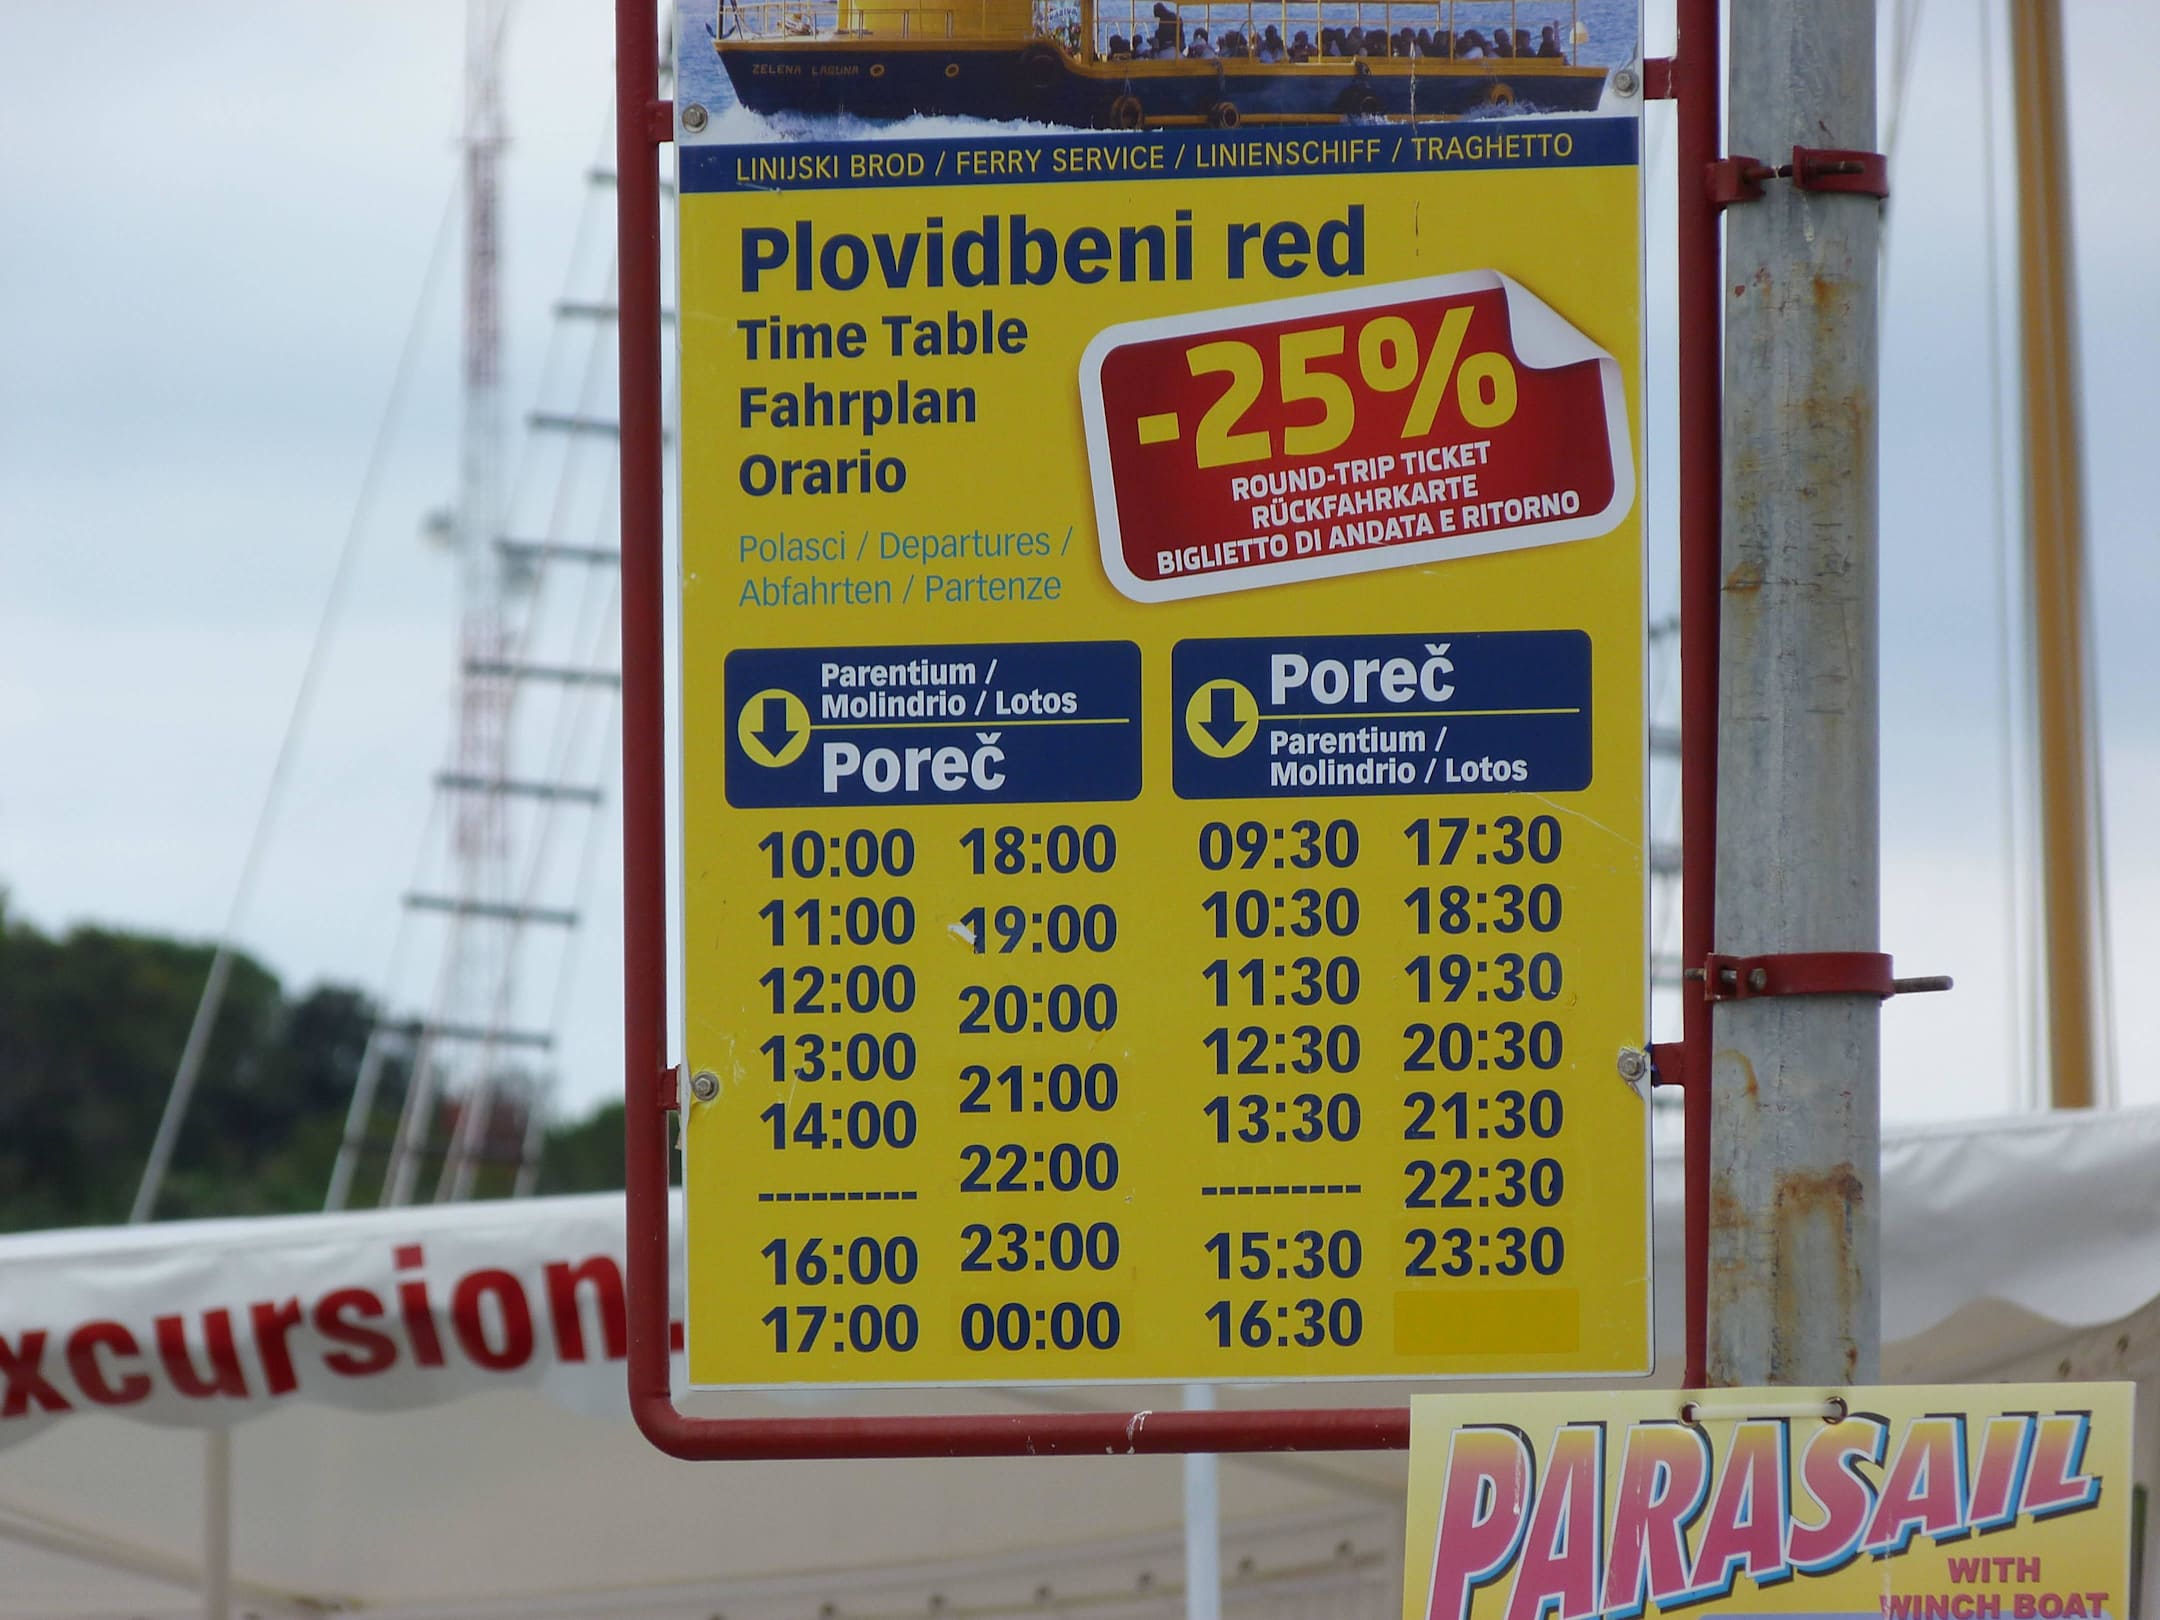 ZELENA LAGUNA
LINIJSKI BROD / FERRY SERVICE / LINIENSCHIFF / TRAGHETTO
Plovidbeni red
Time Table
Fahrplan
Orario
-25%
ROUND-TRIP TICKET
RÜCKFAHRKARTE
BIGLIETTO DI ANDATA E RITORNO
Polasci / Departures /
Abfahrten / Partenze
Parentium /
Molindrio / Lotos
Poreč
10:00 18:00
11:00 19:00
12:00 20:00
13:00 21:00
14:00 22:00
---------
16:00 23:00
17:00 00:00
Poreč
Parentium /
Molindrio / Lotos
09:30 17:30
10:30 18:30
11:30 19:30
12:30 20:30
13:30 21:30
--------- 22:30
15:30 23:30
16:30
xcursion.
PARASAIL
WITH
WINCH BOAT